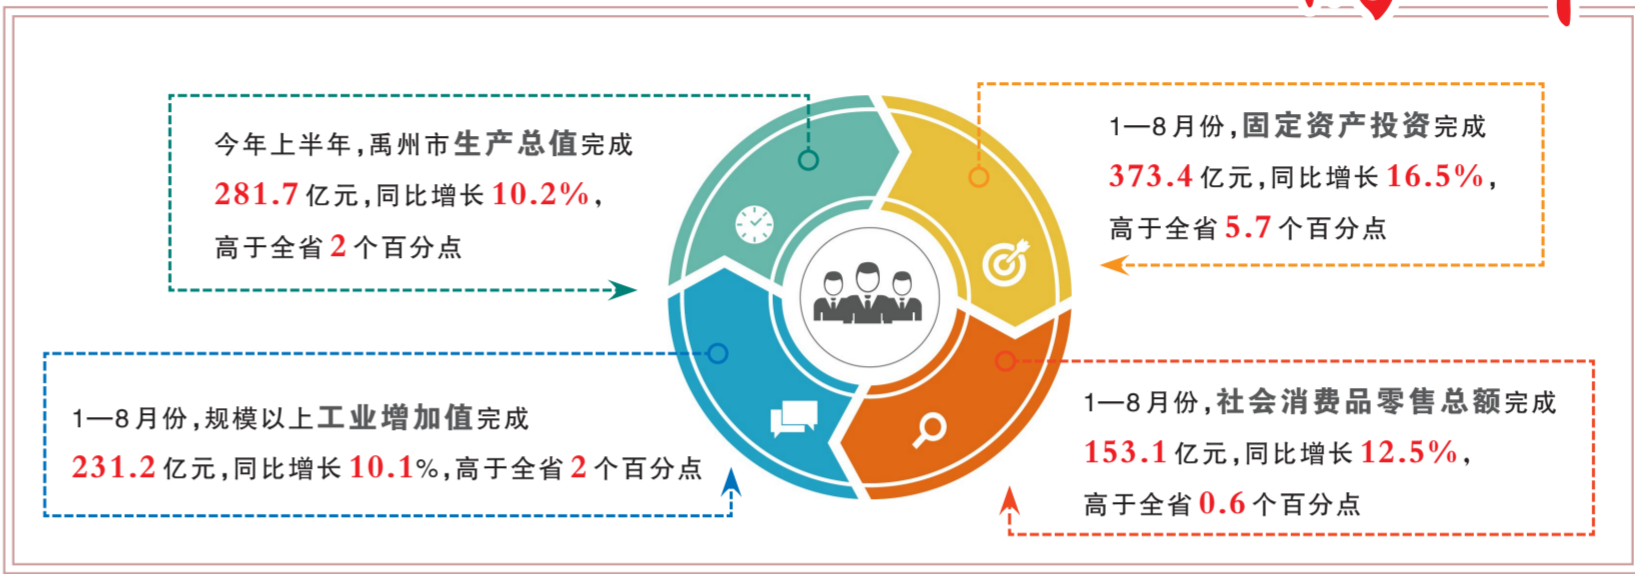 今年上半年,禹州市生产总值完成
281.7亿元,同比增长10.2%,
高于全省2个百分点
1—8月份,固定资产投资完成
373.4亿元,同比增长16.5%,
高于全省5.7个百分点
1—8月份,规模以上工业增加值完成
231.2亿元,同比增长10.1%,高于全省2个百分点
1—8月份,社会消费品零售总额完成
153.1亿元,同比增长12.5%,
高于全省0.6个百分点